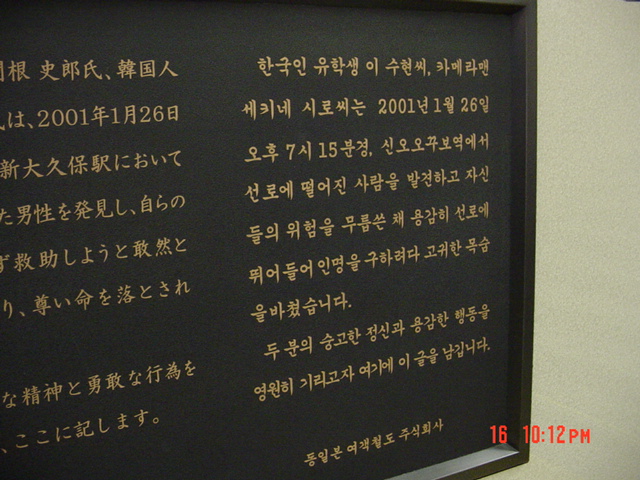 根 史郎氏、韓国人
は、2001年1月26日
新大久保駅において
た男性を発見し、自らの
ず救助しようと敢然と
り、尊い命を落とされ
な精神と勇敢な行為を
、ここに記します。
한국인 유학생 이 수현씨, 카메라맨
세키네 시로씨는 2001년 1월 26일
오후 7시 15분경, 신오오꾸보역에서
선로에 떨어진 사람을 발견하고 자신
들의 위험을 무릅쓴 채 용감히 선로에
뛰어들어 인명을 구하려다 고귀한 목숨
을 바쳤습니다.
두 분의 숭고한 정신과 용감한 행동을
영원히 기리고자 여기에 이 글을 남깁니다.
동일본 여객철도 주식회사
16 10:12PM